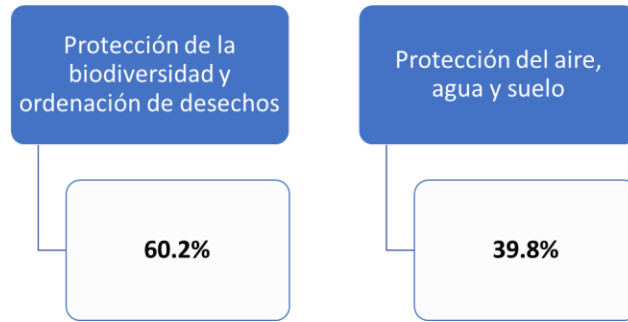 Protección de la
biodiversidad y
ordenación de desechos
60.2%
Protección del aire,
agua y suelo
39.8%